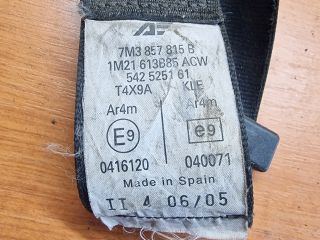 7M3 857 815 B
1M21 613B85 ACW
542 5251 61
T4X9A KLE
Ar4m Ar4m
E9 e9
0416120 040071
Made in Spain
II 4 06/05